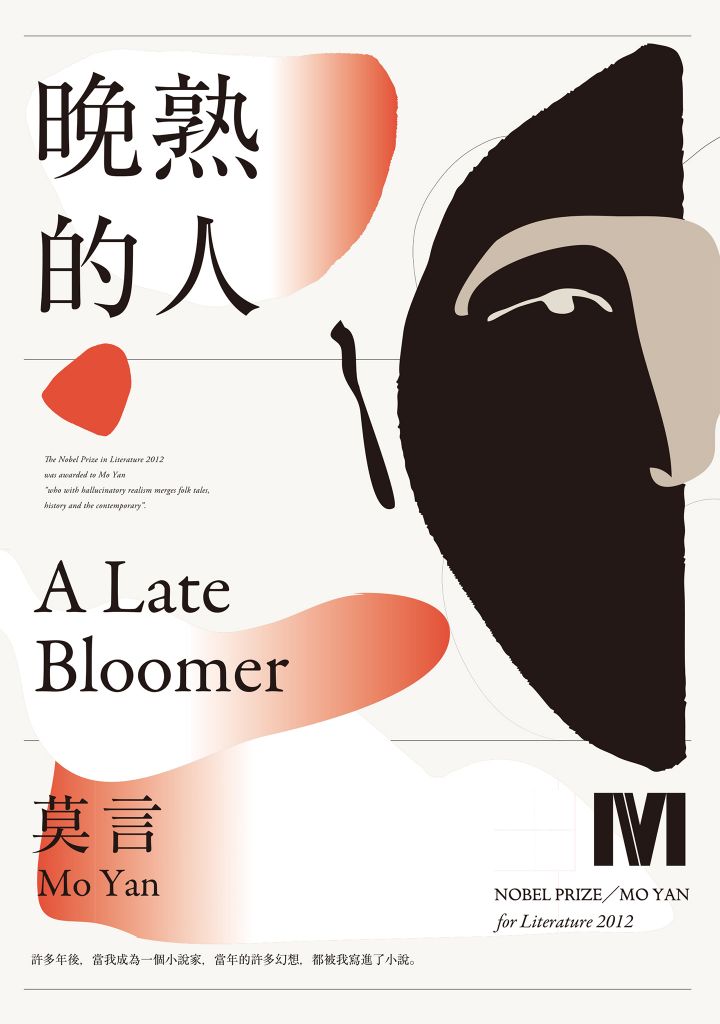 晚熟
的人
The Nobel Prize in Literature 2012
was awarded to Mo Yan
"who with hallucinatory realism merges folk tales,
history and the contemporary".
A Late
Bloomer
莫言
Mo Yan
M
NOBEL PRIZE／MO YAN
for Literature 2012
許多年後，當我成為一個小說家，當年的許多幻想，都被我寫進了小說。